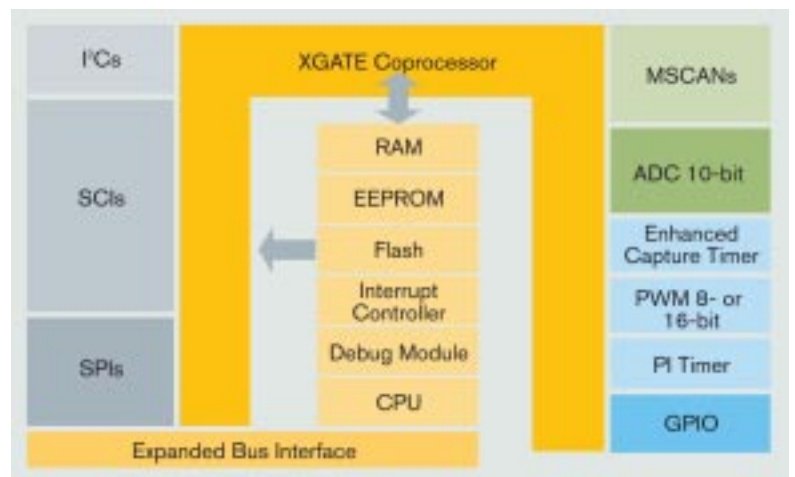 I²Cs
SCIs
SPIs
XGATE Coprocessor
RAM
EEPROM
Flash
Interrupt
Controller
Debug Module
CPU
Expanded Bus Interface
MSCANs
ADC 10-bit
Enhanced
Capture Timer
PWM 8- or
16-bit
PI Timer
GPIO